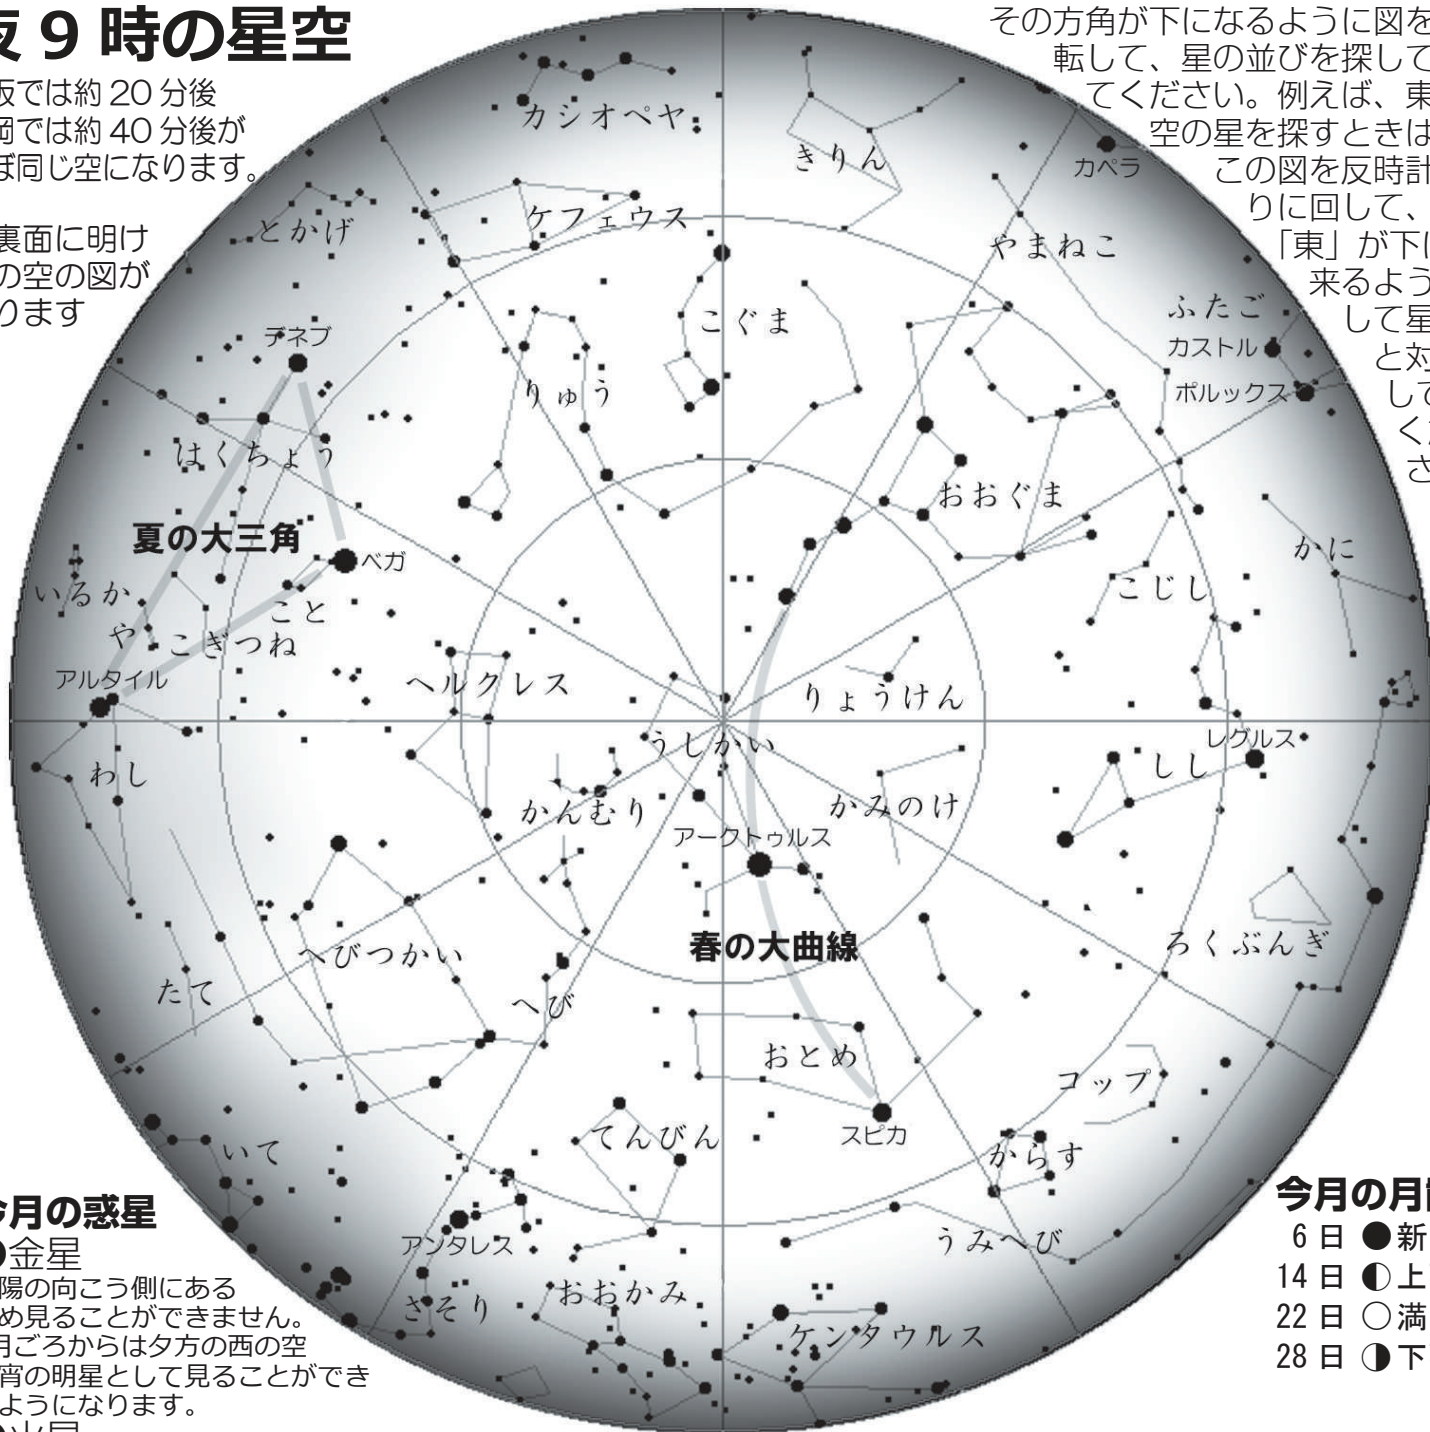 夜９時の星空
阪では約 20 分後
岡では約 40 分後が
ぼ同じ空になります。
裏面に明け
の空の図が
ります
その方角が下になるように図を
転して、星の並びを探して
てください。例えば、東
空の星を探すときは
この図を反時計
りに回して、
「東」が下に
来るよう
して星
と対
して
くだ
さ
カシオペヤ
きりん
カペラ
とかげ
ケフェウス
やまねこ
こぐま
ふたご
カストル
ポルックス
デネブ
りゅう
はくちょう
おおぐま
夏の大三角
ベガ
かに
いるか
こと
こじし
や
こぎつね
アルタイル
ヘルクレス
りょうけん
うしかい
レグルス
しし
わし
かんむり
かみのけ
アークトゥルス
春の大曲線
ろくぶんぎ
へびつかい
たて
へび
おとめ
コップ
スピカ
てんびん
からす
いて
アンタレス
うみへび
さそり
おおかみ
ケンタウルス
今月の惑星
●金星
陽の向こう側にある
め見ることができません。
月ごろからは夕方の西の空
宵の明星として見ることができ
ようになります。
今月の月齢
6 日 ●新
14 日 ◐上
22 日 ○満
28 日 ◑下